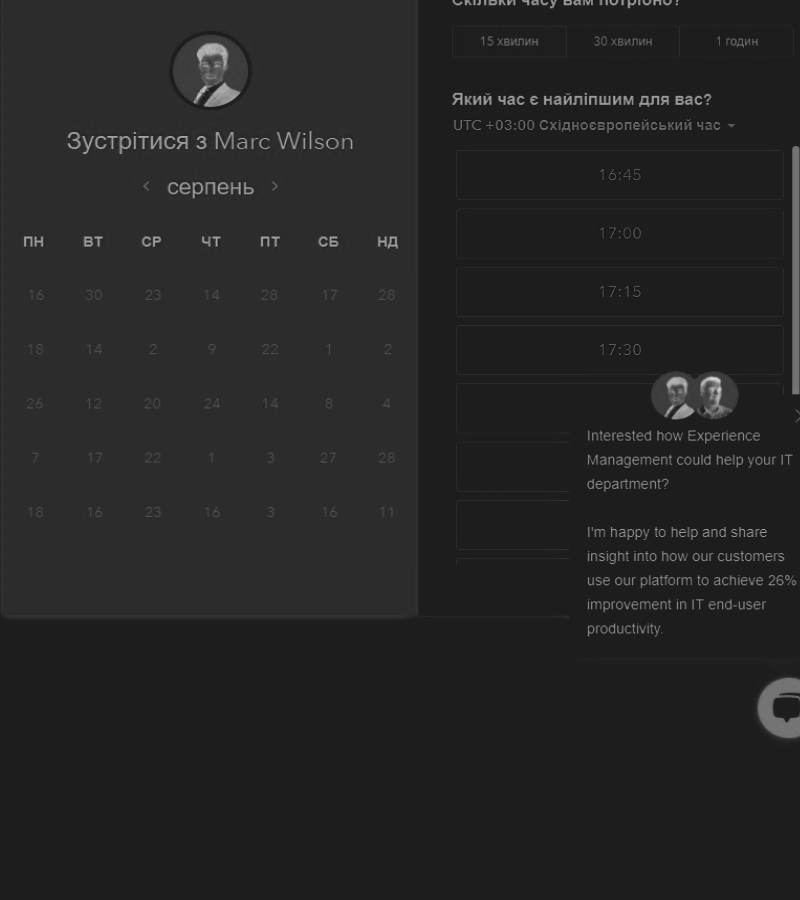 Зустрітися з Marc Wilson
серпень
ПН ВТ СР ЧТ ПТ СБ НД
16 30 23 14 28 17 28
18 14 2 9 22 1 2
26 12 20 24 14 8 4
7 17 22 1 3 27 28
18 16 23 16 3 16 11
Скільки часу вам потрібно?
15 хвилин 30 хвилин 1 годин
Який час є найліпшим для вас?
UTC +03:00 Східноєвропейський час
16:45
17:00
17:15
17:30
Interested how Experience
Management could help your IT
department?
I'm happy to help and share
insight into how our customers
use our platform to achieve 26%
improvement in IT end-user
productivity.